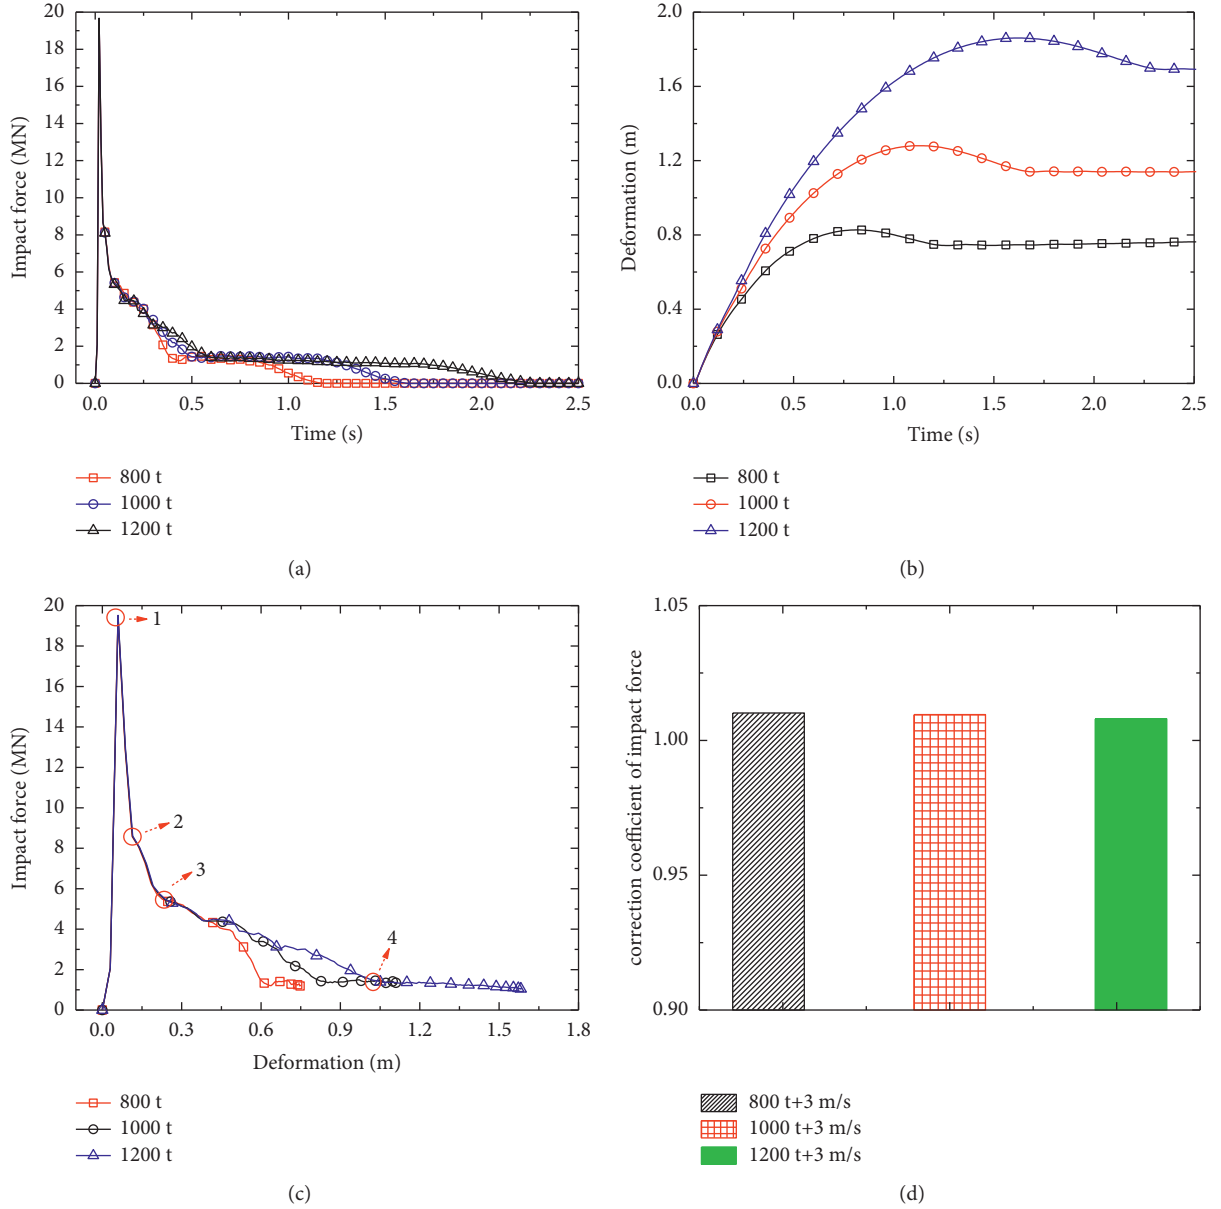 20
18
16
14
12
10
8
6
4
2
0
Impact force (MN)
0.0 0.5 1.0 1.5 2.0 2.5
Time (s)
800 t
1000 t
1200 t
(a)
2.0
1.6
1.2
0.8
0.4
0.0
Deformation (m)
0.0 0.5 1.0 1.5 2.0 2.5
Time (s)
800 t
1000 t
1200 t
(b)
20
18
16
14
12
10
8
6
4
2
0
Impact force (MN)
1
2
3
4
0.0 0.3 0.6 0.9 1.2 1.5 1.8
Deformation (m)
800 t
1000 t
1200 t
(c)
1.05
1.00
0.95
0.90
correction coefficient of impact force
800 t+3 m/s
1000 t+3 m/s
1200 t+3 m/s
(d)